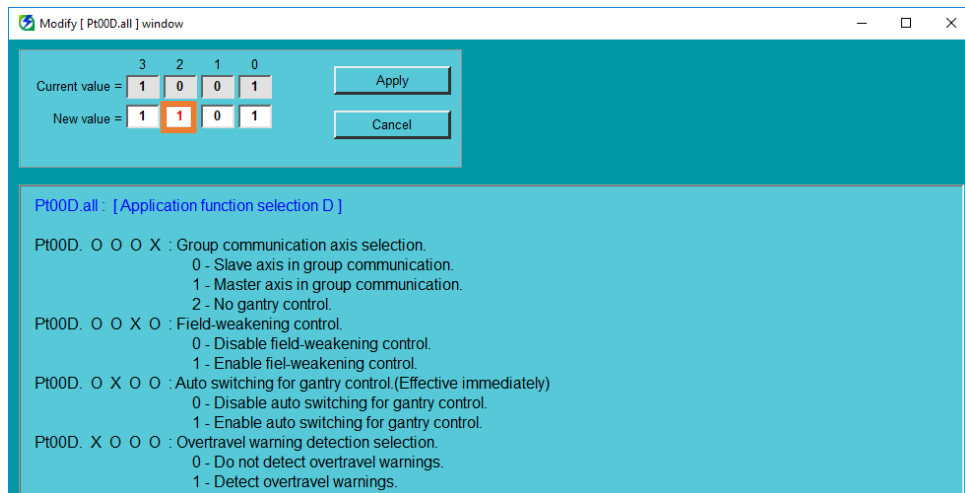 Modify [ Pt00D.all ] window
3 2 1 0
Current value = 1 0 0 1
Apply
New value = 1 1 0 1
Cancel
Pt00D.all : [ Application function selection D ]
Pt00D. O O O X : Group communication axis selection.
0 - Slave axis in group communication.
1 - Master axis in group communication.
2 - No gantry control.
Pt00D. O O X O : Field-weakening control.
0 - Disable field-weakening control.
1 - Enable fiel-weakening control.
Pt00D. O X O O : Auto switching for gantry control.(Effective immediately)
0 - Disable auto switching for gantry control.
1 - Enable auto switching for gantry control.
Pt00D. X O O O : Overtravel warning detection selection.
0 - Do not detect overtravel warnings.
1 - Detect overtravel warnings.